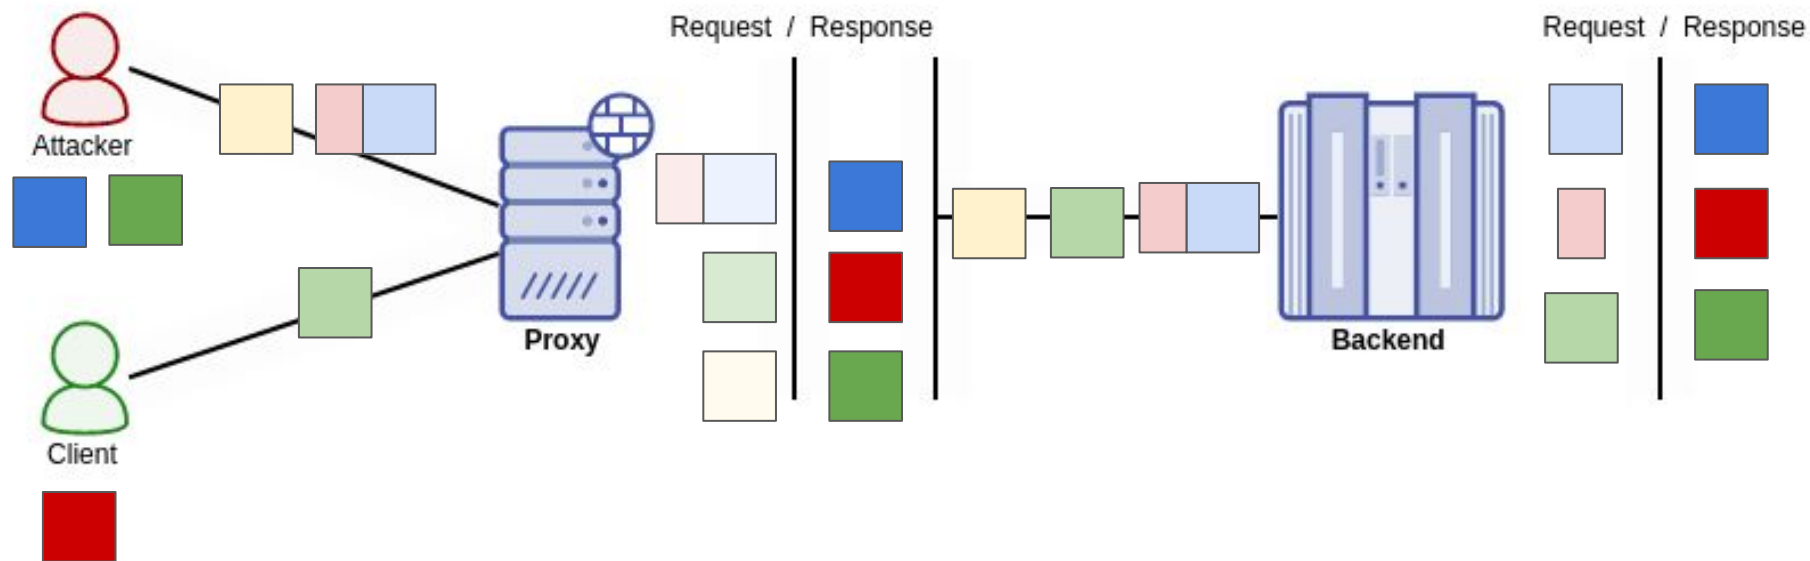 Request / Response
Request / Response
Attacker
Proxy
Backend
Client